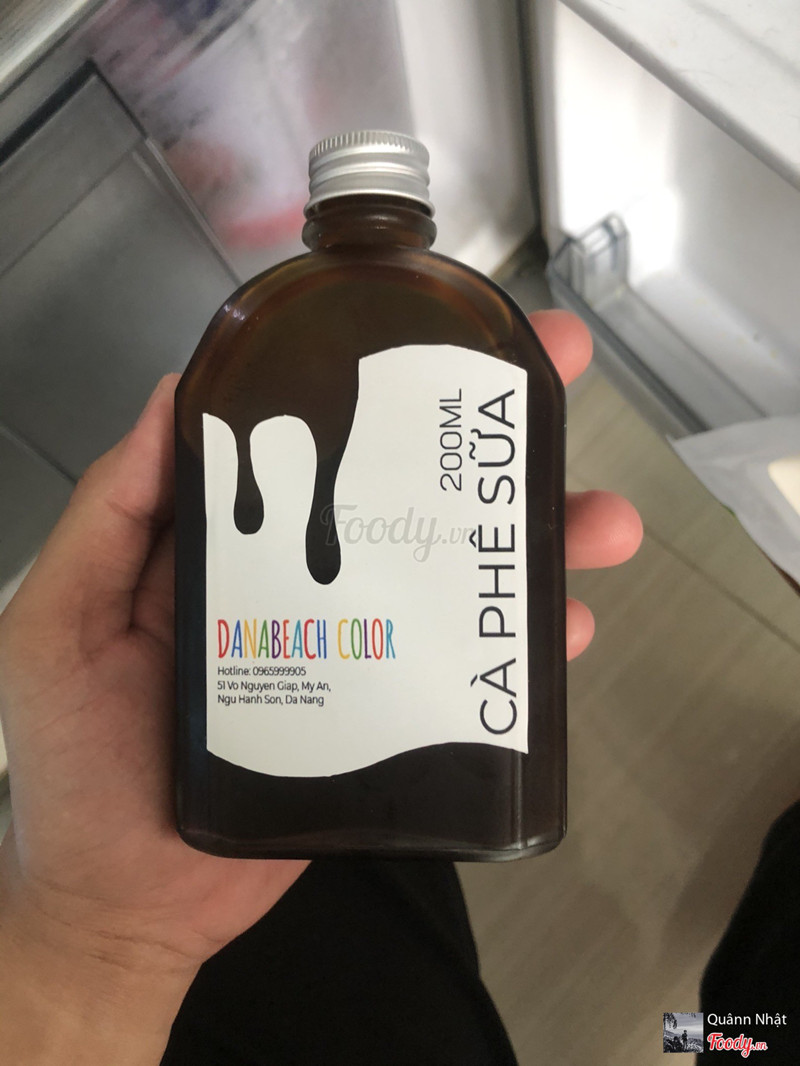 200ML
CÀ PHÊ SỮA
Foody.vn
DANABEACH COLOR
Hotline: 0965999905
51 Vo Nguyen Giap, My An,
Ngu Hanh Son, Da Nang
Quânn Nhật
Foody.vn